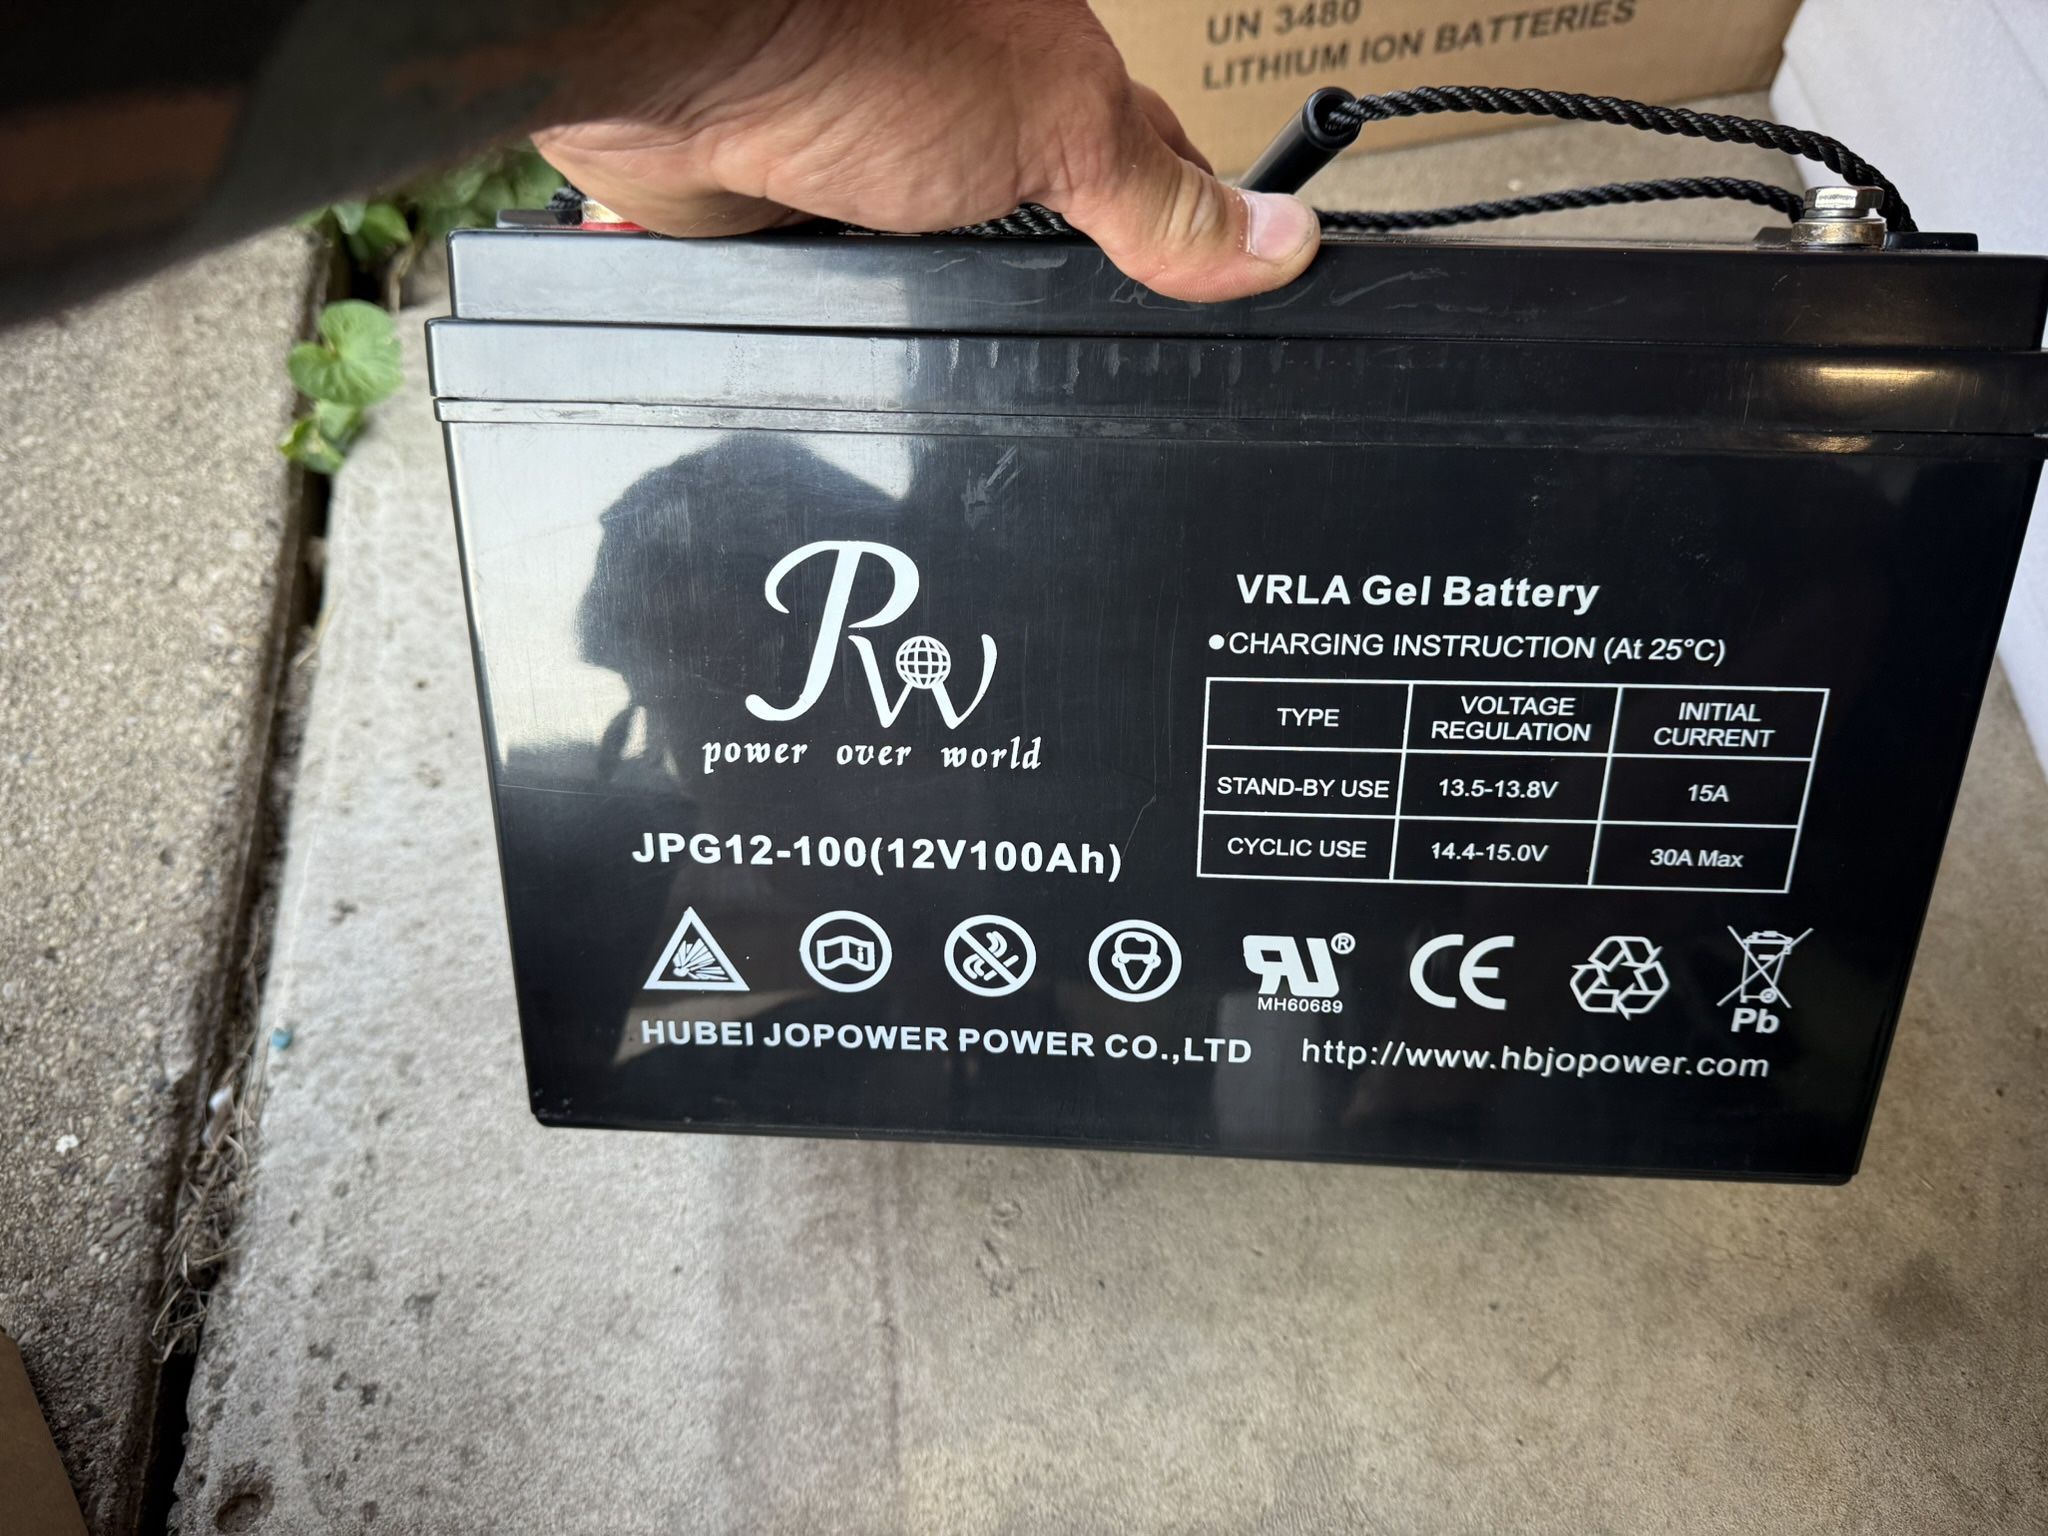 UN 3480
LITHIUM ION BATTERIES
PW
power over world
JPG12-100(12V100Ah)
VRLA Gel Battery
•CHARGING INSTRUCTION (At 25°C)
TYPE VOLTAGE REGULATION INITIAL CURRENT
STAND-BY USE 13.5-13.8V 15A
CYCLIC USE 14.4-15.0V 30A Max
RU®
MH60689
CE
Pb
HUBEI JOPOWER POWER CO.,LTD http://www.hbjopower.com